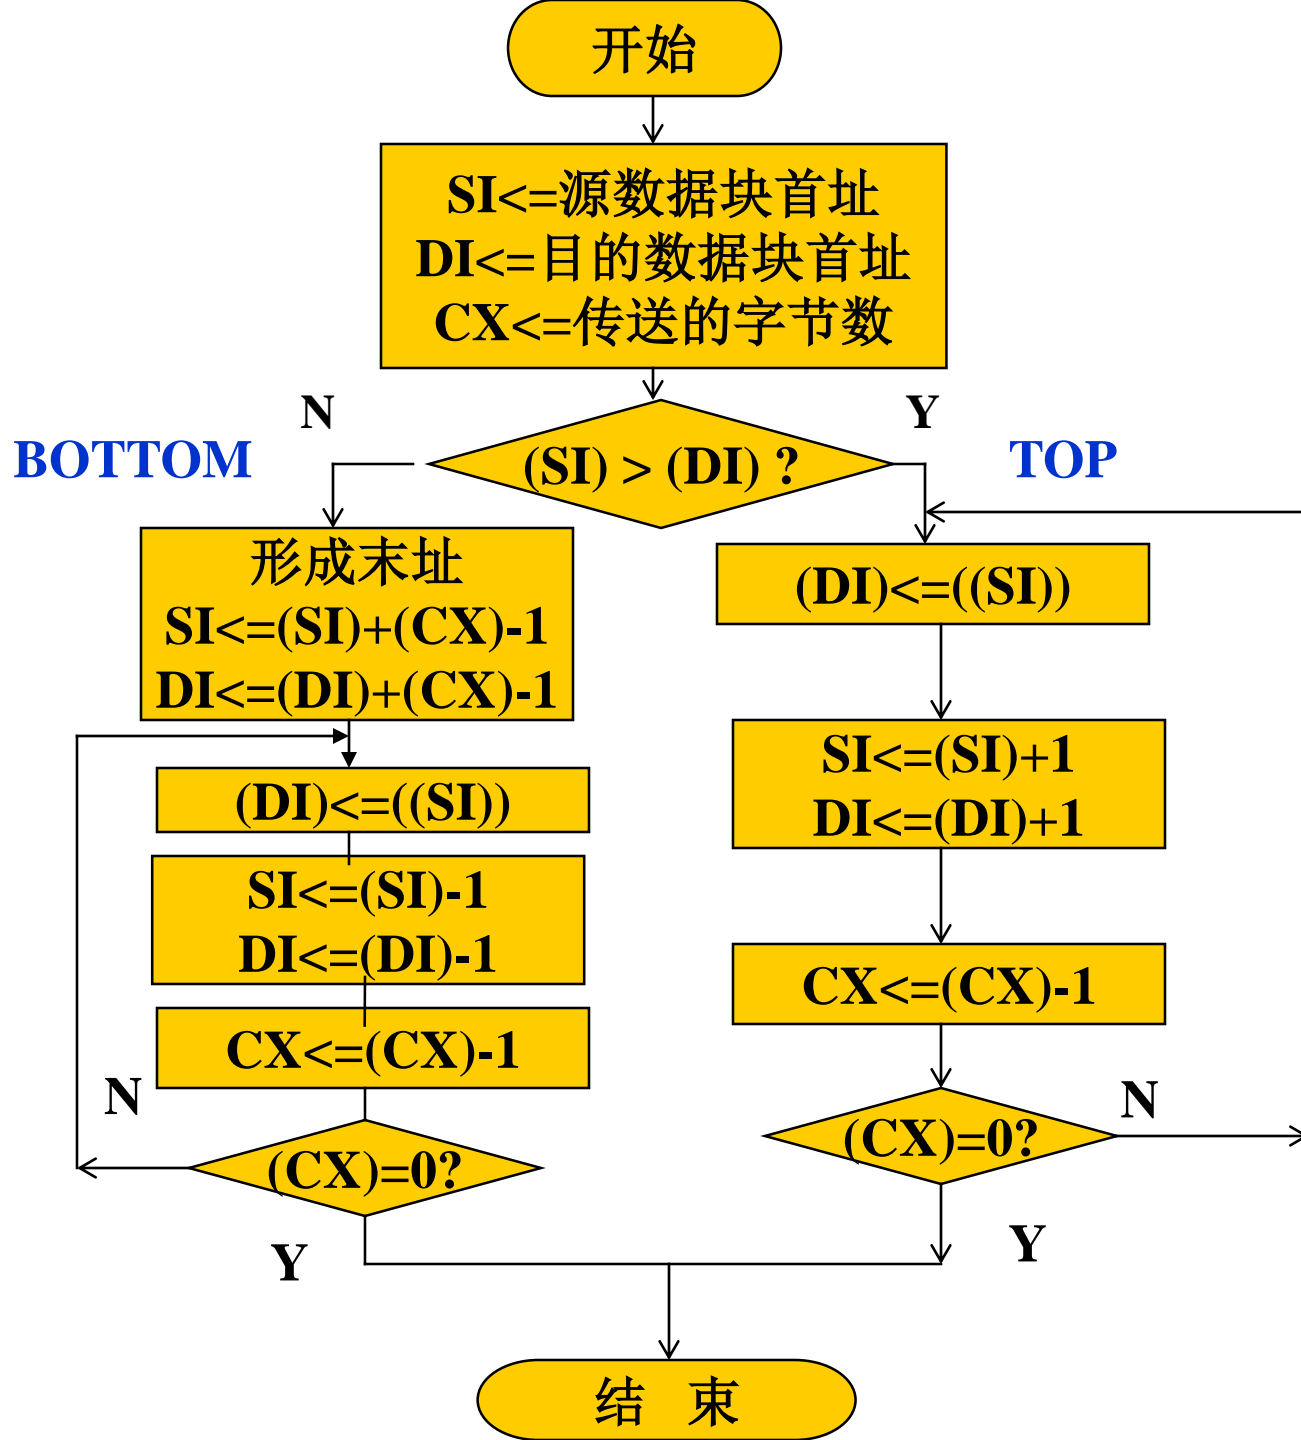 开始
SI<=源数据块首址
DI<=目的数据块首址
CX<=传送的字节数
N
Y
BOTTOM
(SI) > (DI) ?
TOP
形成末址
SI<=(SI)+(CX)-1
DI<=(DI)+(CX)-1
(DI)<=((SI))
SI<=(SI)-1
DI<=(DI)-1
CX<=(CX)-1
N
(CX)=0?
Y
(DI)<=((SI))
SI<=(SI)+1
DI<=(DI)+1
CX<=(CX)-1
N
(CX)=0?
Y
结 束